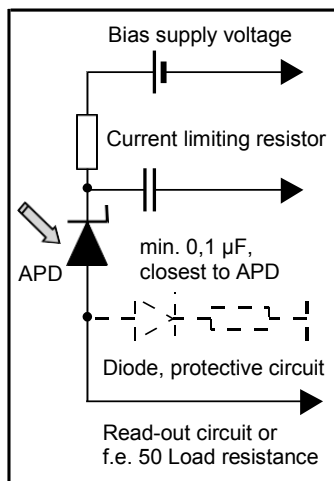 Bias supply voltage
Current limiting resistor
min. 0,1 µF,
closest to APD
APD
Diode, protective circuit
Read-out circuit or
f.e. 50 Load resistance